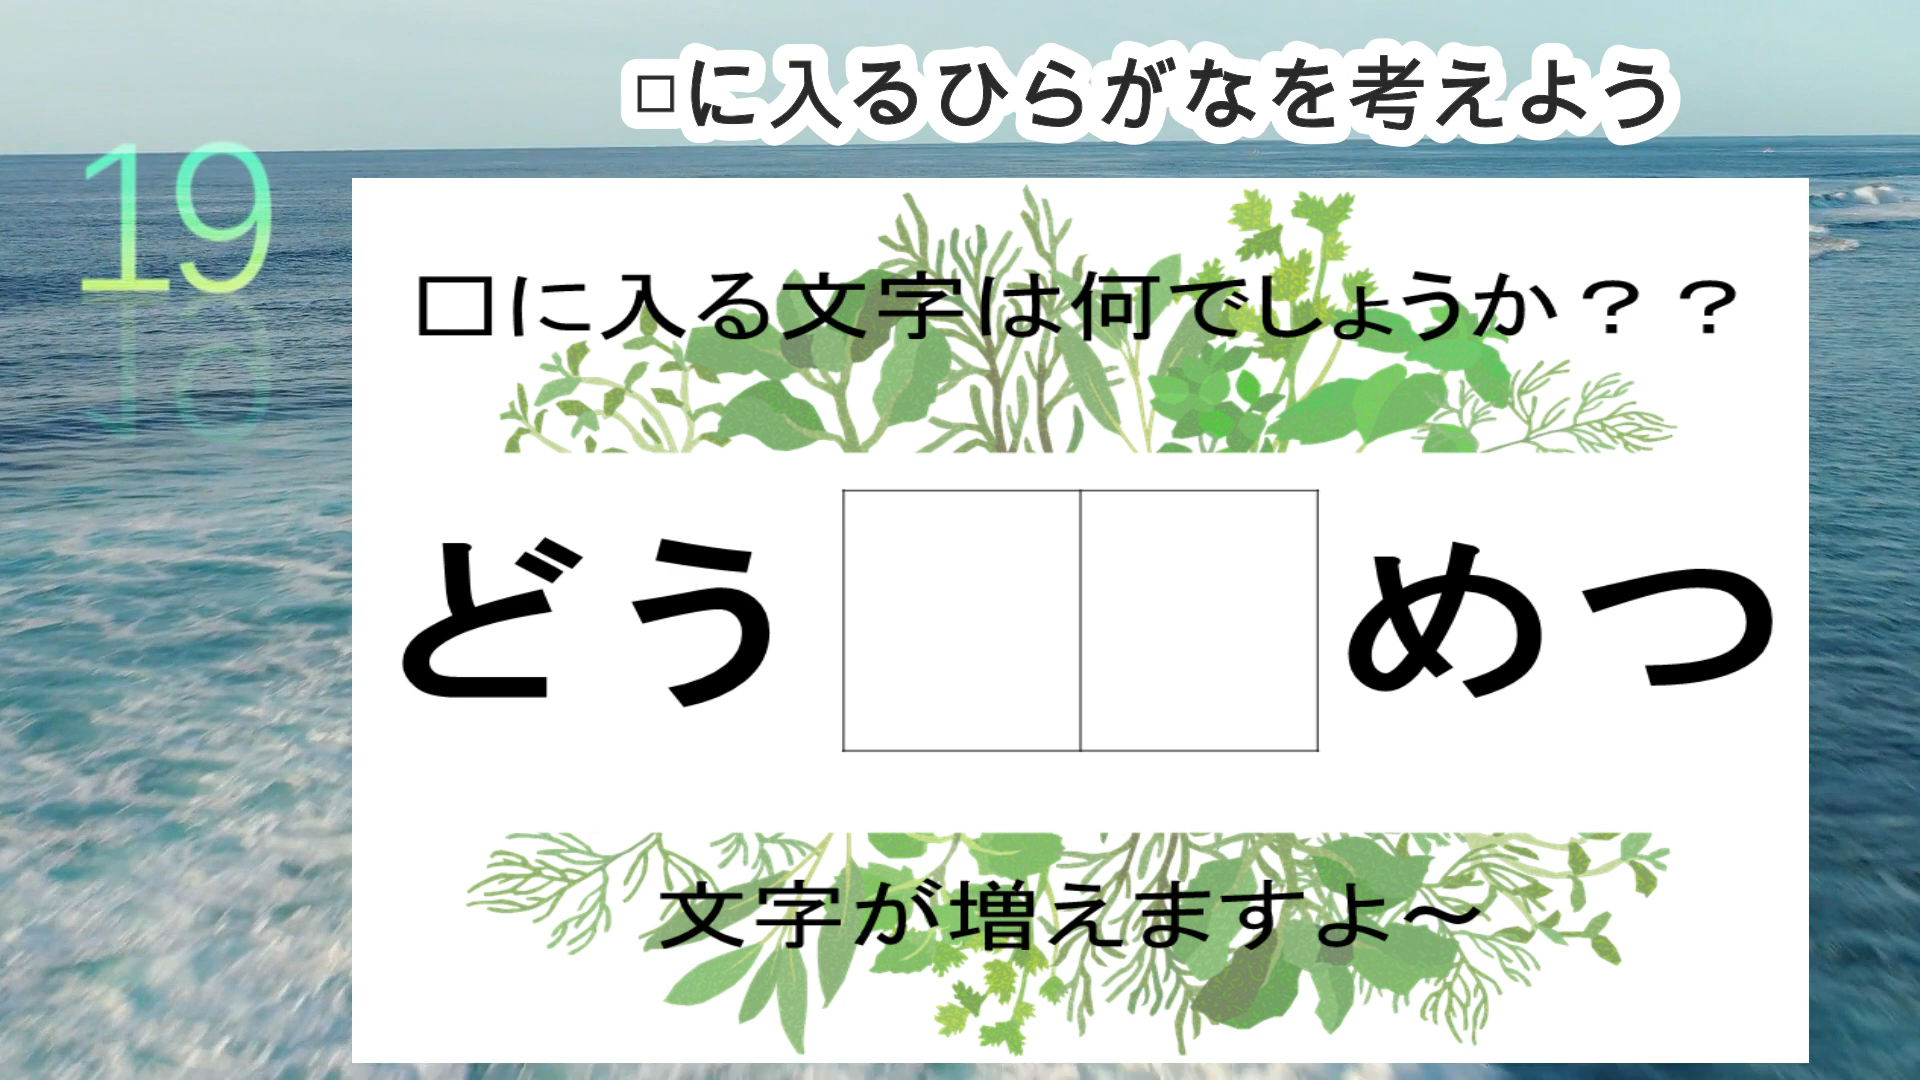 □に入るひらがなを考えよう
19
□に入る文字は何でしょうか？？
どう□□めつ
文字が増えますよ～